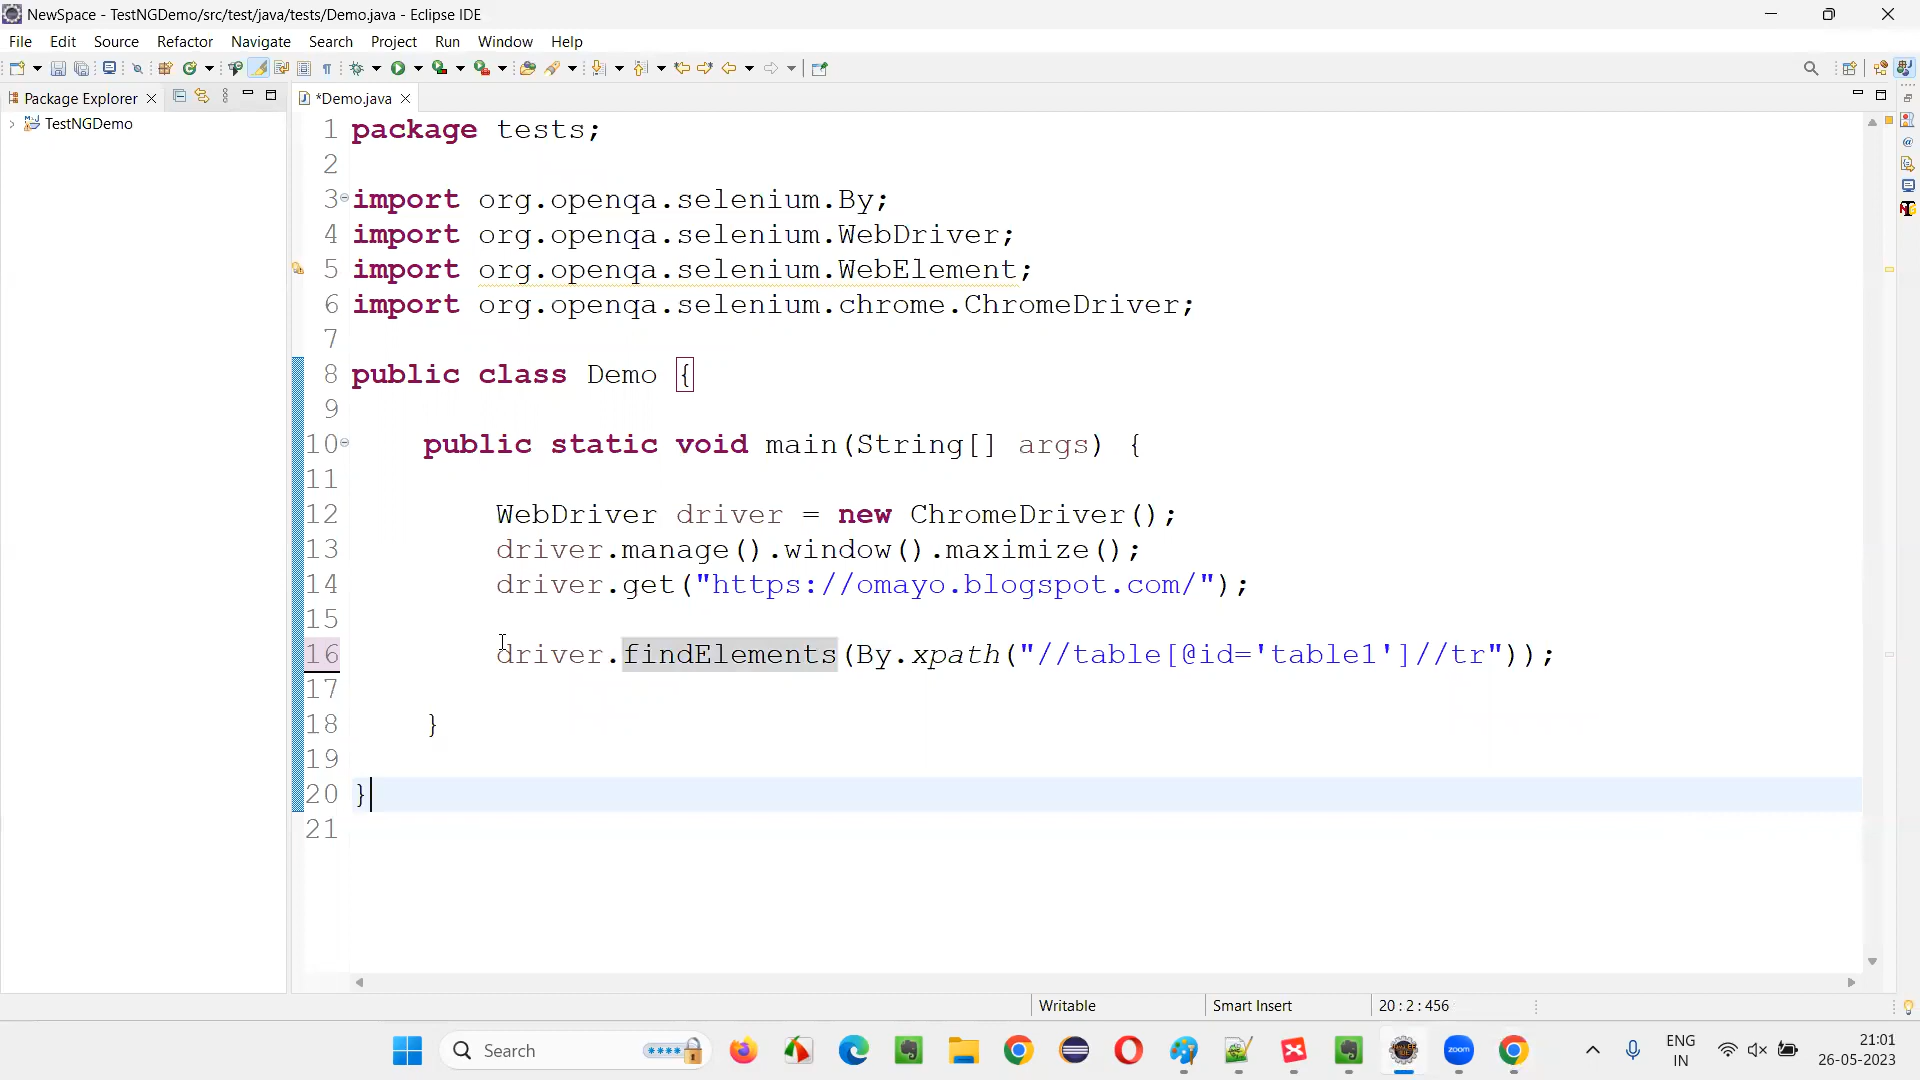 NewSpace - TestNGDemo/src/test/java/tests/Demo.java - Eclipse IDE
File Edit Source Refactor Navigate Search Project Run Window Help
Package Explorer
*Demo.java
TestNGDemo
1 package tests;
2
3 import org.openqa.selenium.By;
4 import org.openqa.selenium.WebDriver;
5 import org.openqa.selenium.WebElement;
6 import org.openqa.selenium.chrome.ChromeDriver;
7
8 public class Demo {
9
10 public static void main(String[] args) {
11
12 WebDriver driver = new ChromeDriver();
13 driver.manage().window().maximize();
14 driver.get("https://omayo.blogspot.com/");
15
16 driver.findElements(By.xpath("//table[@id='table1']//tr"));
17
18 }
19
20 }
21
Writable Smart Insert 20 : 2 : 456
Search
zoom
ENG
IN
21:01
26-05-2023